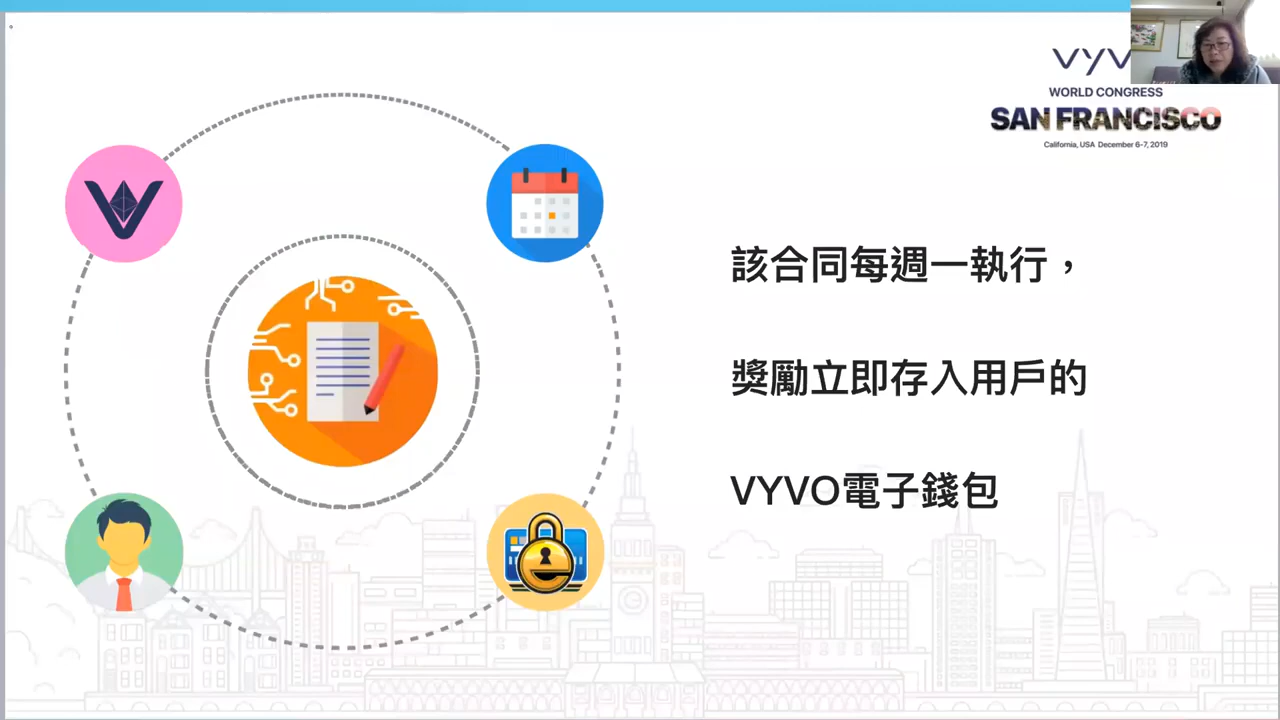 VYV
WORLD CONGRESS
SAN FRANCISCO
California, USA December 6-7, 2019
該合同每週一執行，
獎勵立即存入用戶的
VYVO電子錢包